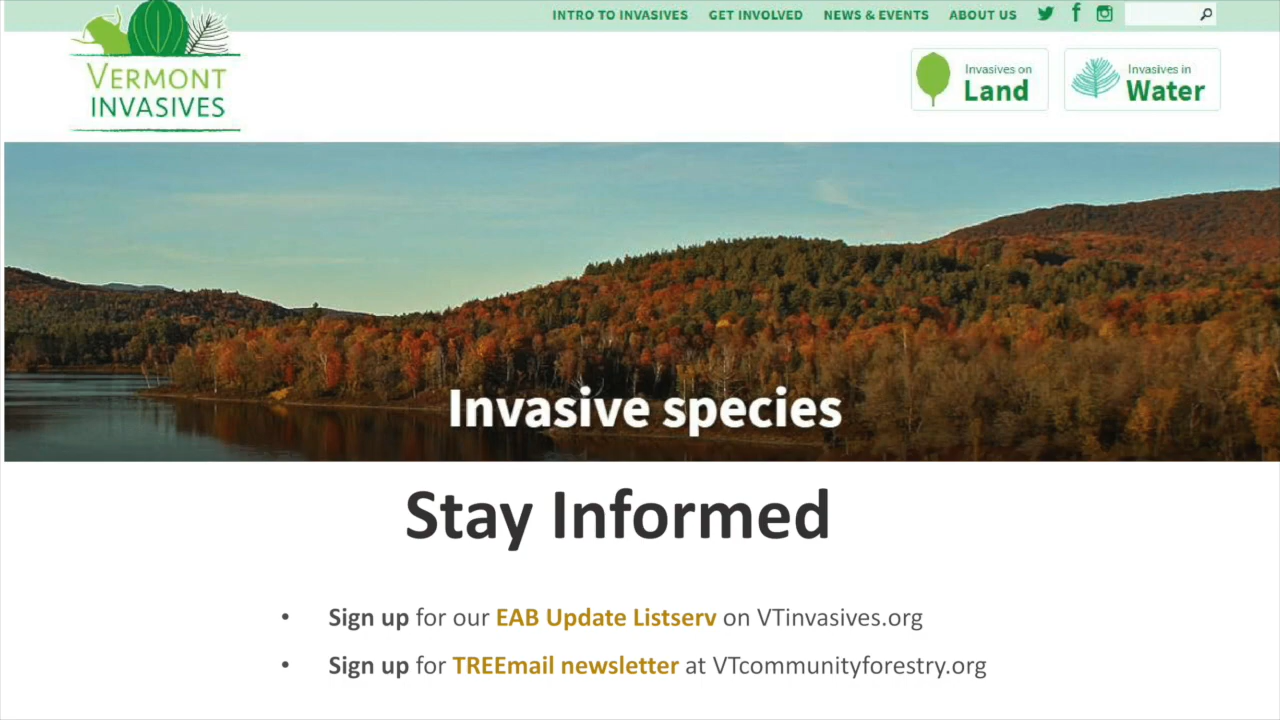 INTRO TO INVASIVES GET INVOLVED NEWS & EVENTS ABOUT US
VERMONT
INVASIVES
Invasives on
Land
Invasives in
Water
Invasive species
Stay Informed
• Sign up for our EAB Update Listserv on VTinvasives.org
• Sign up for TREEmail newsletter at VTcommunityforestry.org